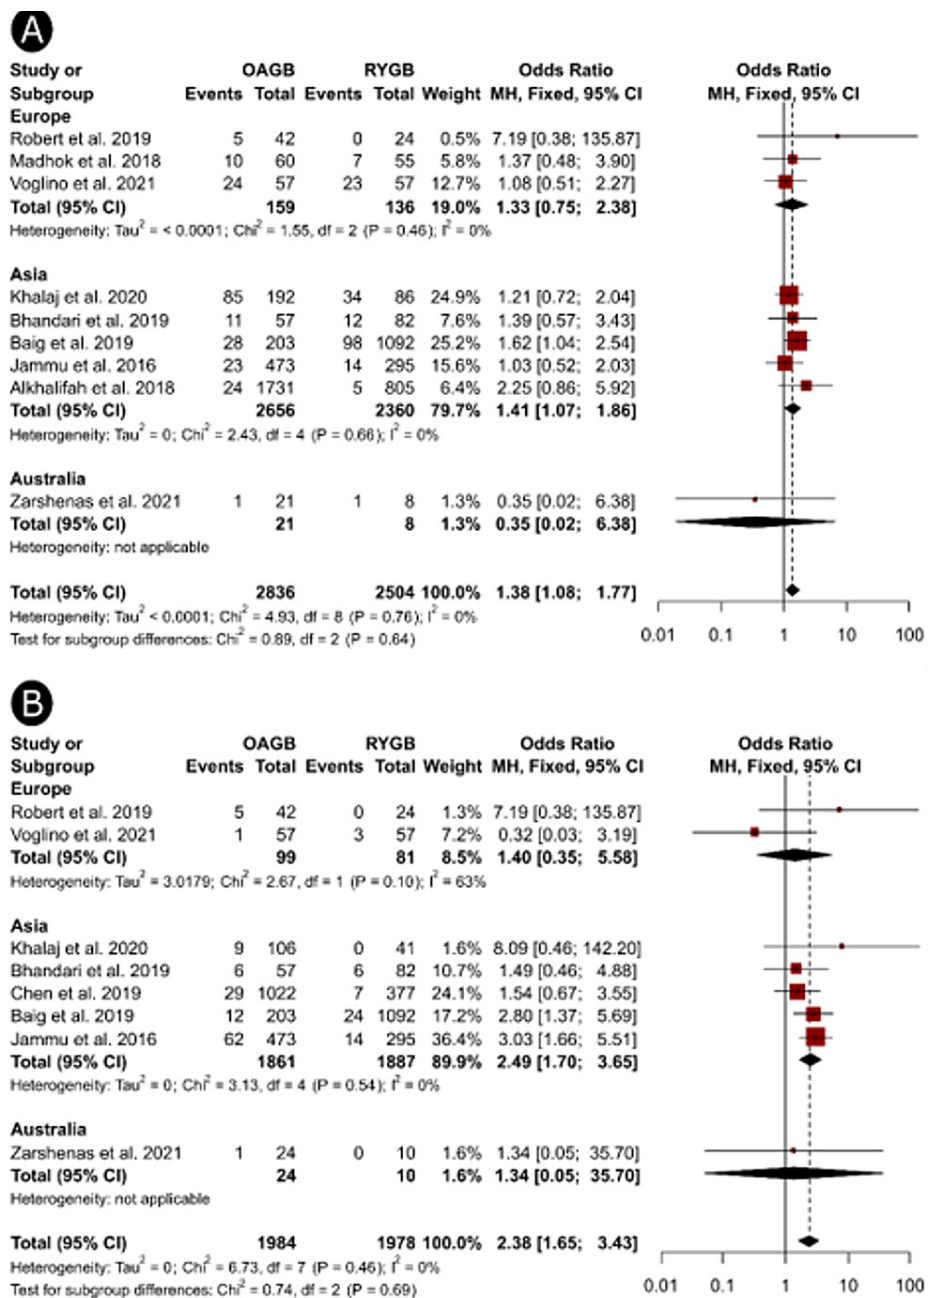 A
Study or OAGB RYGB Odds Ratio Odds Ratio
Subgroup Events Total Events Total Weight MH, Fixed, 95% CI MH, Fixed, 95% CI
Europe
Robert et al. 2019 5 42 0 24 0.5% 7.19 [0.38; 135.87]
Madhok et al. 2018 10 60 7 55 5.8% 1.37 [0.48; 3.90]
Voglino et al. 2021 24 57 23 57 12.7% 1.08 [0.51; 2.27]
Total (95% CI) 159 136 19.0% 1.33 [0.75; 2.38]
Heterogeneity: Tau² = < 0.0001; Chi² = 1.55, df = 2 (P = 0.46); I² = 0%
Asia
Khalaj et al. 2020 85 192 34 86 24.9% 1.21 [0.72; 2.04]
Bhandari et al. 2019 11 57 12 82 7.6% 1.39 [0.57; 3.43]
Baig et al. 2019 28 203 98 1092 25.2% 1.62 [1.04; 2.54]
Jammu et al. 2016 23 473 14 295 15.6% 1.03 [0.52; 2.03]
Alkhalifah et al. 2018 24 1731 5 805 6.4% 2.25 [0.86; 5.92]
Total (95% CI) 2656 2360 79.7% 1.41 [1.07; 1.86]
Heterogeneity: Tau² = 0; Chi² = 2.43, df = 4 (P = 0.66); I² = 0%
Australia
Zarshenas et al. 2021 1 21 1 8 1.3% 0.35 [0.02; 6.38]
Total (95% CI) 21 8 1.3% 0.35 [0.02; 6.38]
Heterogeneity: not applicable
Total (95% CI) 2836 2504 100.0% 1.38 [1.08; 1.77]
Heterogeneity: Tau² < 0.0001; Chi² = 4.93, df = 8 (P = 0.76); I² = 0%
Test for subgroup differences: Chi² = 0.89, df = 2 (P = 0.64)
0.01 0.1 1 10 100
B
Study or OAGB RYGB Odds Ratio Odds Ratio
Subgroup Events Total Events Total Weight MH, Fixed, 95% CI MH, Fixed, 95% CI
Europe
Robert et al. 2019 5 42 0 24 1.3% 7.19 [0.38; 135.87]
Voglino et al. 2021 1 57 3 57 7.2% 0.32 [0.03; 3.19]
Total (95% CI) 99 81 8.5% 1.40 [0.35; 5.58]
Heterogeneity: Tau² = 3.0179; Chi² = 2.67, df = 1 (P = 0.10); I² = 63%
Asia
Khalaj et al. 2020 9 106 0 41 1.6% 8.09 [0.46; 142.20]
Bhandari et al. 2019 6 57 6 82 10.7% 1.49 [0.46; 4.88]
Chen et al. 2019 29 1022 7 377 24.1% 1.54 [0.67; 3.55]
Baig et al. 2019 12 203 24 1092 17.2% 2.80 [1.37; 5.69]
Jammu et al. 2016 62 473 14 295 36.4% 3.03 [1.66; 5.51]
Total (95% CI) 1861 1887 89.9% 2.49 [1.70; 3.65]
Heterogeneity: Tau² = 0; Chi² = 3.13, df = 4 (P = 0.54); I² = 0%
Australia
Zarshenas et al. 2021 1 24 0 10 1.6% 1.34 [0.05; 35.70]
Total (95% CI) 24 10 1.6% 1.34 [0.05; 35.70]
Heterogeneity: not applicable
Total (95% CI) 1984 1978 100.0% 2.38 [1.65; 3.43]
Heterogeneity: Tau² = 0; Chi² = 6.73, df = 7 (P = 0.46); I² = 0%
Test for subgroup differences: Chi² = 0.74, df = 2 (P = 0.69)
0.01 0.1 1 10 100